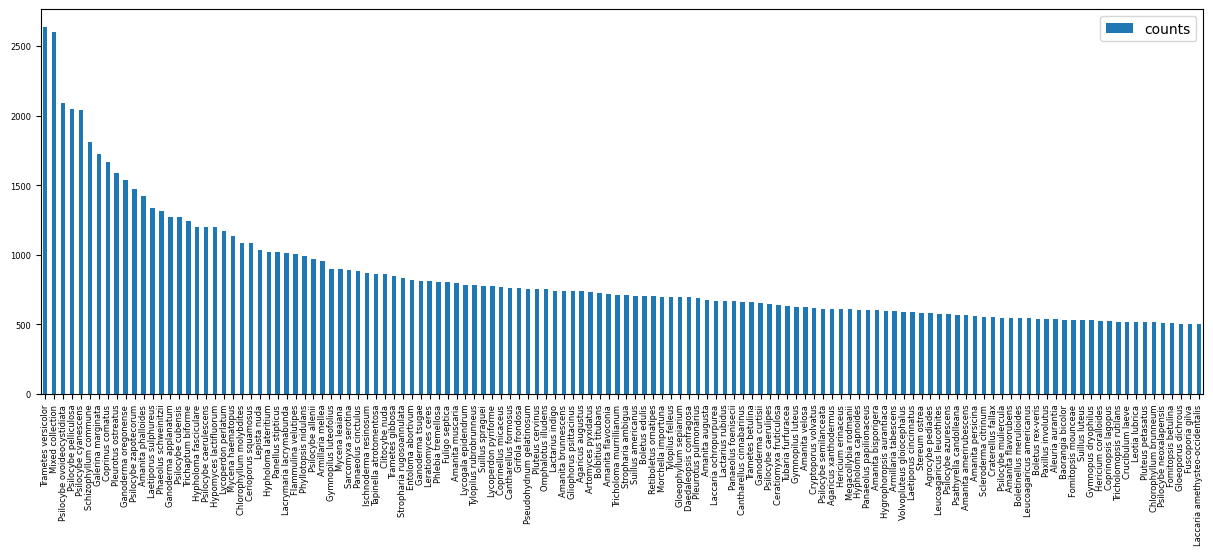 counts
2500
2000
1500
1000
500
0
Trametes versicolor
Mixed collection
Psilocybe ovoideocystidiata
Psilocybe pelliculosa
Psilocybe cyanescens
Schizophyllum commune
Galerina marginata
Coprinus comatus
Pleurotus ostreatus
Ganoderma oregonense
Psilocybe zapotecorum
Amanita phalloides
Laetiporus sulphureus
Phaeolus schweinitzii
Ganoderma applanatum
Psilocybe cubensis
Trichaptum biforme
Hypholoma fasciculare
Psilocybe caerulescens
Hypomyces lactifluorum
Lycoperdon perlatum
Mycena haematopus
Chlorophyllum molybdites
Cerioporus squamosus
Lepista nuda
Hypholoma lateritium
Panellus stipticus
Lacrymaria lacrymabunda
Flammulina velutipes
Phyllotopsis nidulans
Psilocybe allenii
Armillaria mellea
Gymnopilus luteofolius
Mycena leaiana
Sarcomyxa serotina
Panaeolus cinctulus
Ischnoderma resinosum
Tapinella atrotomentosa
Clitocybe nuda
Trametes gibbosa
Stropharia rugosoannulata
Entoloma abortivum
Ganoderma tsugae
Leratiomyces ceres
Phlebia tremellosa
Fuligo septica
Amanita muscaria
Lycogala epidendrum
Tylopilus rubrobrunneus
Suillus spraguei
Lycoperdon pyriforme
Coprinellus micaceus
Cantharellus formosus
Grifola frondosa
Pseudohydnum gelatinosum
Pluteus cervinus
Omphalotus illudens
Lactarius indigo
Amanita brunnescens
Gliophorus psittacinus
Agaricus augustus
Artomyces pyxidatus
Bolbitius titubans
Amanita flavoconia
Tricholoma murrillianum
Stropharia ambigua
Suillus americanus
Boletus edulis
Retiboletus ornatipes
Morchella importuna
Tylopilus felleus
Gloeophyllum sepiarium
Daedaleopsis confragosa
Pleurotus pulmonarius
Amanita augusta
Laccaria ochropurpurea
Lactarius rubidus
Panaeolus foenisecii
Cantharellus cinnabarinus
Trametes betulina
Ganoderma curtisii
Psilocybe caerulipes
Ceratiomyxa fruticulosa
Tubaria furfuracea
Gymnopilus luteus
Amanita velosa
Cryptoporus volvatus
Psilocybe semilanceata
Agaricus xanthodermus
Hericium erinaceus
Megacollybia rodmanii
Hypholoma capnoides
Panaeolus papilionaceus
Amanita bisporigera
Hygrophoropsis aurantiaca
Armillaria tabescens
Volvopluteus gloiocephalus
Laetiporus cincinnatus
Stereum ostrea
Agrocybe pediades
Leucoagaricus leucothites
Psilocybe azurescens
Psathyrella candolleana
Amanita amerirubescens
Amanita persicina
Scleroderma citrinum
Craterellus fallax
Psilocybe muliercula
Amanita flavorubens
Boletinellus merulioides
Leucoagaricus americanus
Boletus rex-veris
Paxillus involutus
Aleuria aurantia
Baorangia bicolor
Fomitopsis mounceae
Suillus luteus
Gymnopus dryophilus
Hericium coralloides
Coprinopsis lagopus
Tricholomopsis rutilans
Crucibulum laeve
Leotia lubrica
Pluteus petasatus
Chlorophyllum brunneum
Psilocybe neoxalapensis
Fomitopsis betulina
Gloeoporus dichrous
Fuscoporia gilva
Laccaria amethysteo-occidentalis